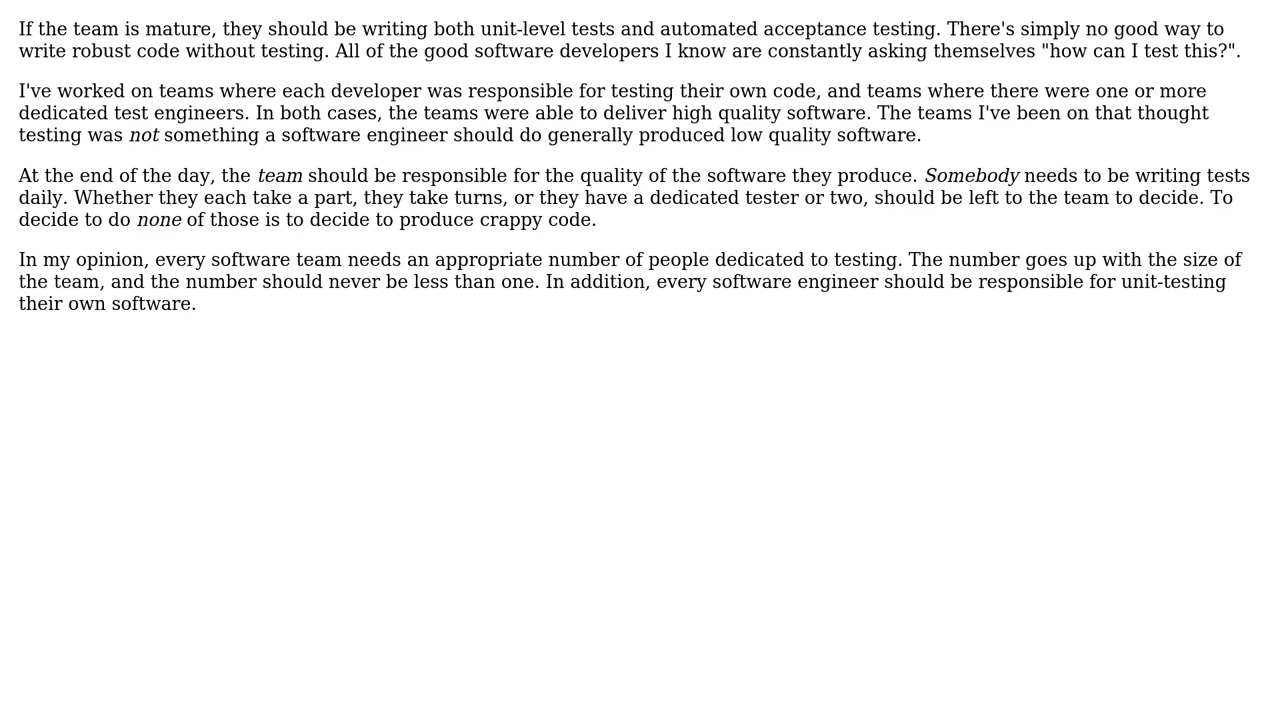 If the team is mature, they should be writing both unit-level tests and automated acceptance testing. There's simply no good way to
write robust code without testing. All of the good software developers I know are constantly asking themselves "how can I test this?".
I've worked on teams where each developer was responsible for testing their own code, and teams where there were one or more
dedicated test engineers. In both cases, the teams were able to deliver high quality software. The teams I've been on that thought
testing was not something a software engineer should do generally produced low quality software.
At the end of the day, the team should be responsible for the quality of the software they produce. Somebody needs to be writing tests
daily. Whether they each take a part, they take turns, or they have a dedicated tester or two, should be left to the team to decide. To
decide to do none of those is to decide to produce crappy code.
In my opinion, every software team needs an appropriate number of people dedicated to testing. The number goes up with the size of
the team, and the number should never be less than one. In addition, every software engineer should be responsible for unit-testing
their own software.